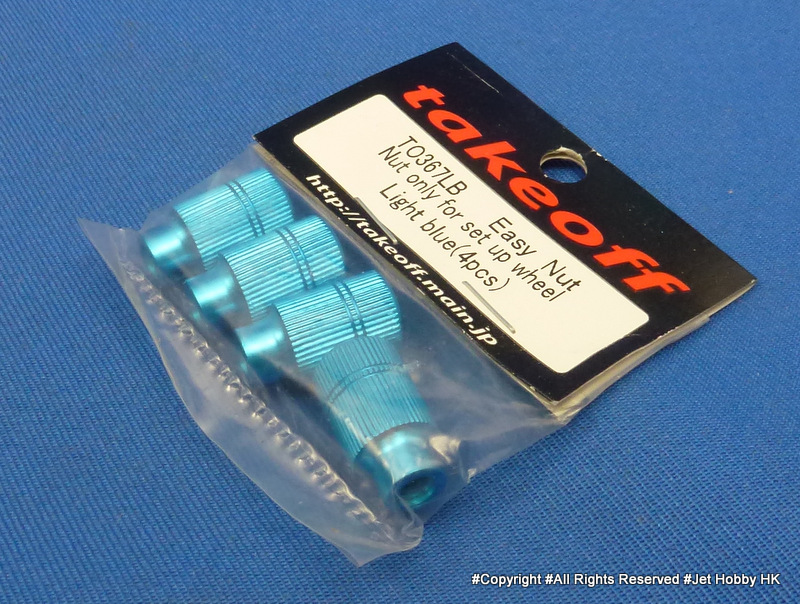 takeoff
TO367LB Easy Nut
Nut only for set up wheel
Light blue(4pcs)
http://takeoff.main.jp
#Copyright #All Rights Reserved #Jet Hobby HK